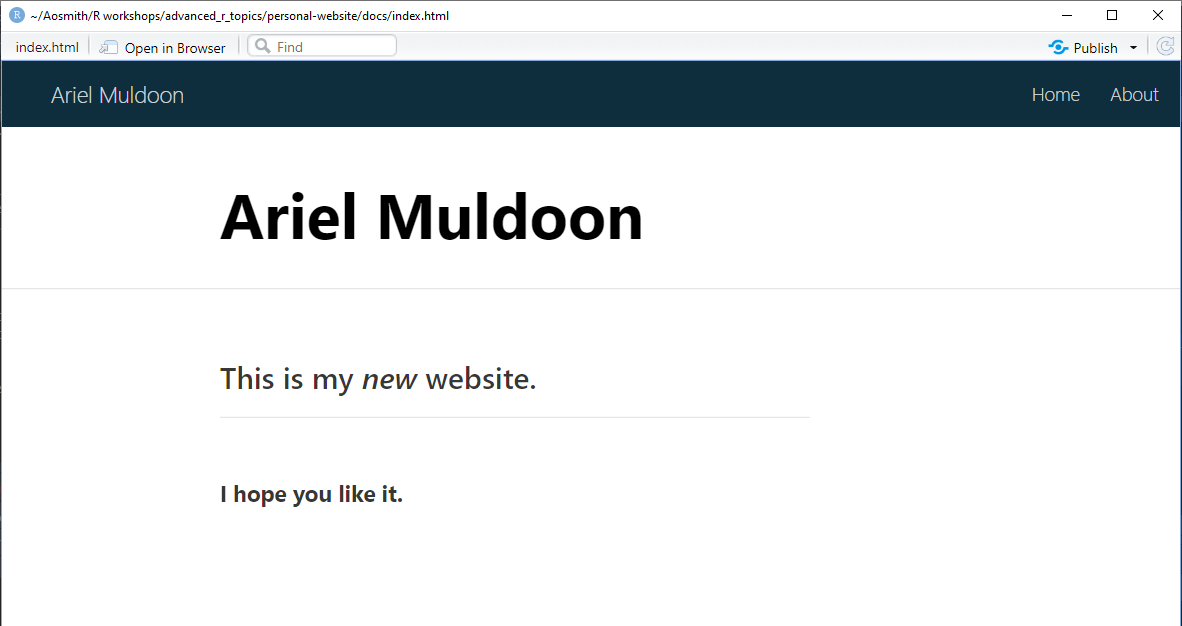 R ~/Aosmith/R workshops/advanced_r_topics/personal-website/docs/index.html
index.html Open in Browser Find Publish
Ariel Muldoon Home About
Ariel Muldoon
This is my new website.
I hope you like it.